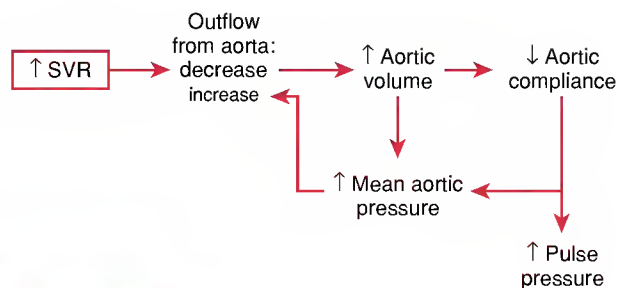 ↑ SVR
Outflow
from aorta:
decrease
increase
↑ Aortic
volume
↓ Aortic
compliance
↑ Mean aortic
pressure
↑ Pulse
pressure